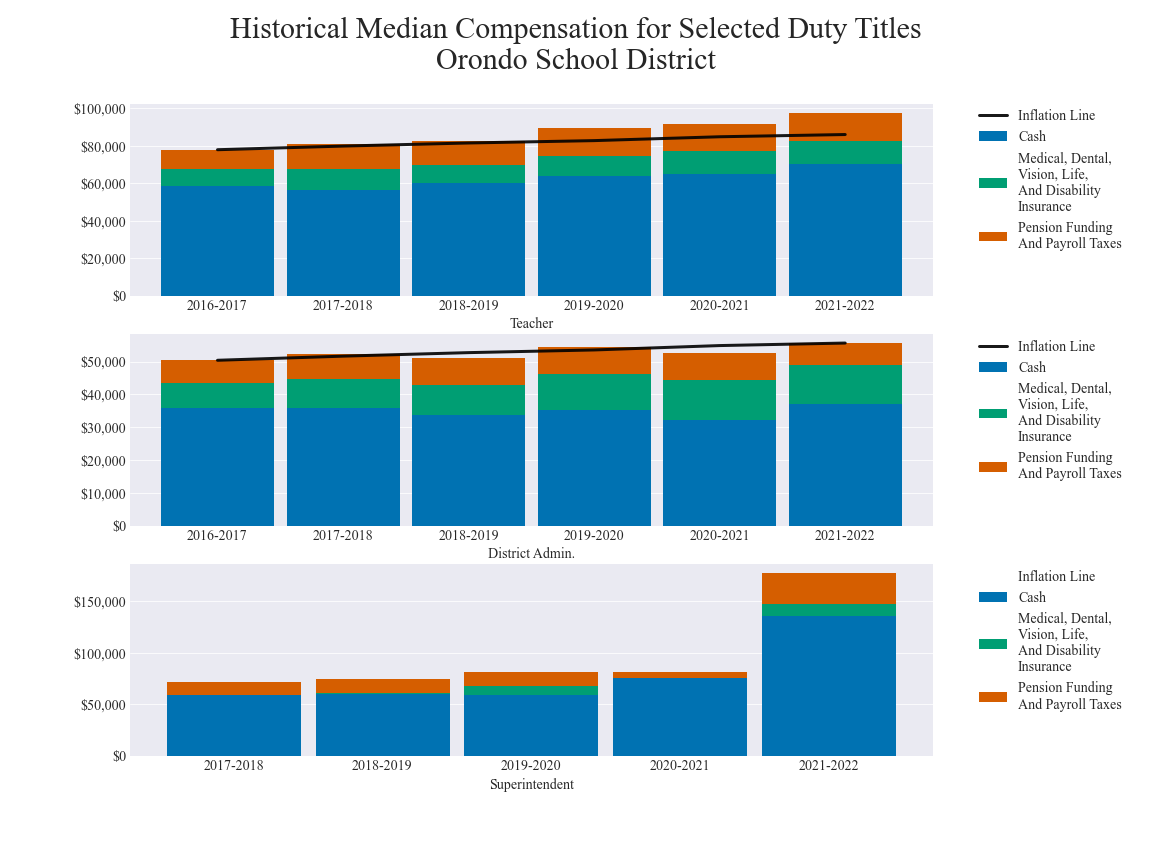 Historical Median Compensation for Selected Duty Titles
Orondo School District
$100,000
$80,000
$60,000
$40,000
$20,000
$0
2016-2017
2017-2018
2018-2019
2019-2020
2020-2021
2021-2022
Teacher
Inflation Line
Cash
Medical, Dental,
Vision, Life,
And Disability
Insurance
Pension Funding
And Payroll Taxes
$50,000
$40,000
$30,000
$20,000
$10,000
$0
2016-2017
2017-2018
2018-2019
2019-2020
2020-2021
2021-2022
District Admin.
Inflation Line
Cash
Medical, Dental,
Vision, Life,
And Disability
Insurance
Pension Funding
And Payroll Taxes
$150,000
$100,000
$50,000
$0
2017-2018
2018-2019
2019-2020
2020-2021
2021-2022
Superintendent
Inflation Line
Cash
Medical, Dental,
Vision, Life,
And Disability
Insurance
Pension Funding
And Payroll Taxes